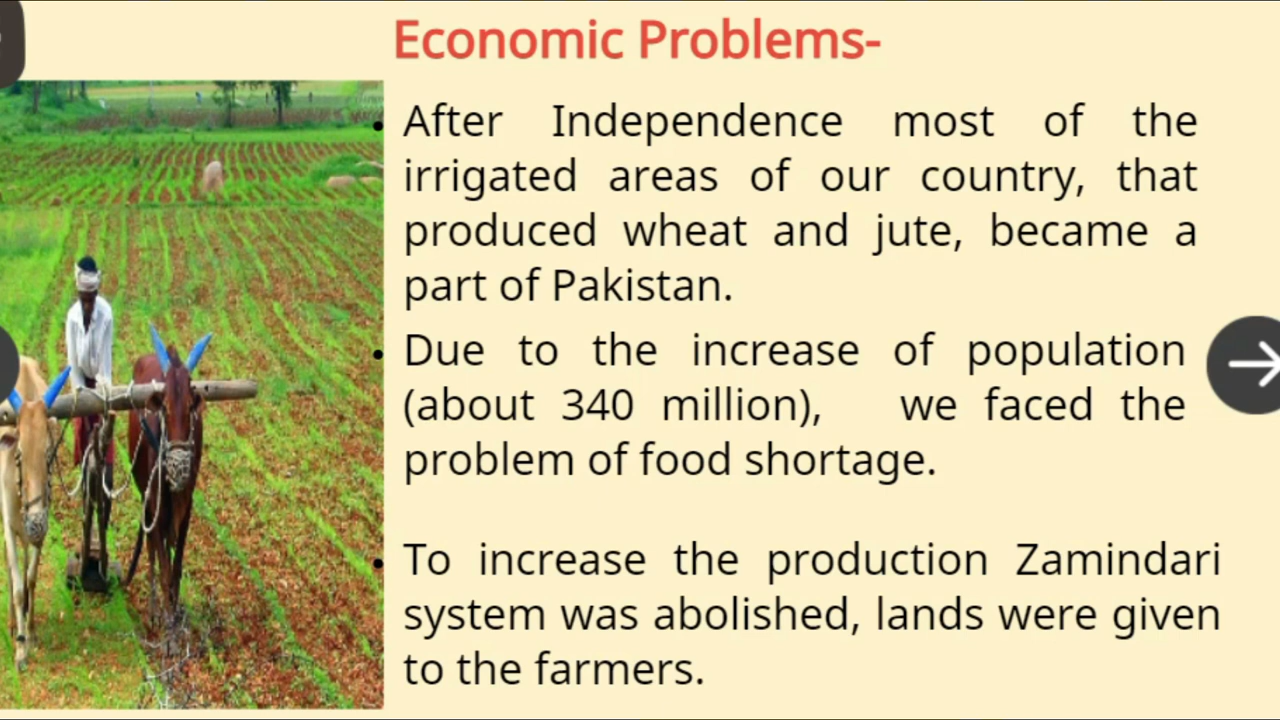 Economic Problems-
• After Independence most of the
irrigated areas of our country, that
produced wheat and jute, became a
part of Pakistan.
• Due to the increase of population
(about 340 million), we faced the
problem of food shortage.
• To increase the production Zamindari
system was abolished, lands were given
to the farmers.